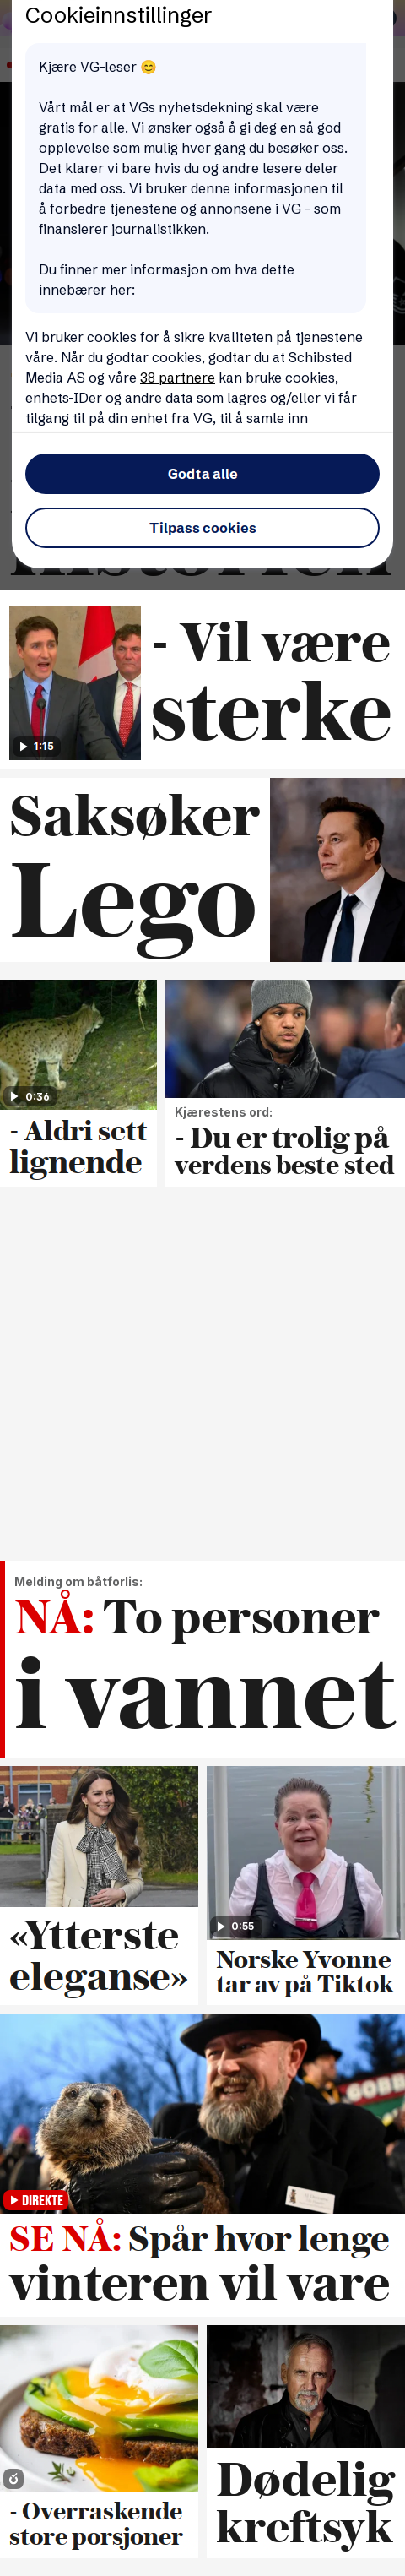 Cookieinnstillinger
Kjære VG-leser 😊
Vårt mål er at VGs nyhetsdekning skal være
gratis for alle. Vi ønsker også å gi deg en så god
opplevelse som mulig hver gang du besøker oss.
Det klarer vi bare hvis du og andre lesere deler
data med oss. Vi bruker denne informasjonen til
å forbedre tjenestene og annonsene i VG - som
finansierer journalistikken.
Du finner mer informasjon om hva dette
innebærer her:
Vi bruker cookies for å sikre kvaliteten på tjenestene
våre. Når du godtar cookies, godtar du at Schibsted
Media AS og våre 38 partnere kan bruke cookies,
enhets-IDer og andre data som lagres og/eller vi får
tilgang til på din enhet fra VG, til å samle inn
Godta alle
Tilpass cookies
historien
- Vil være
sterke
1:15
Saksøker
Lego
0:36
- Aldri sett
lignende
Kjærestens ord:
- Du er trolig på
verdens beste sted
Melding om båtforlis:
NÅ: To personer
i vannet
«Ytterste
eleganse»
0:55
Norske Yvonne
tar av på Tiktok
GOBB
DIREKTE
SE NÅ: Spår hvor lenge
vinteren vil vare
- Overraskende
store porsjoner
Dødelig
kreftsyk